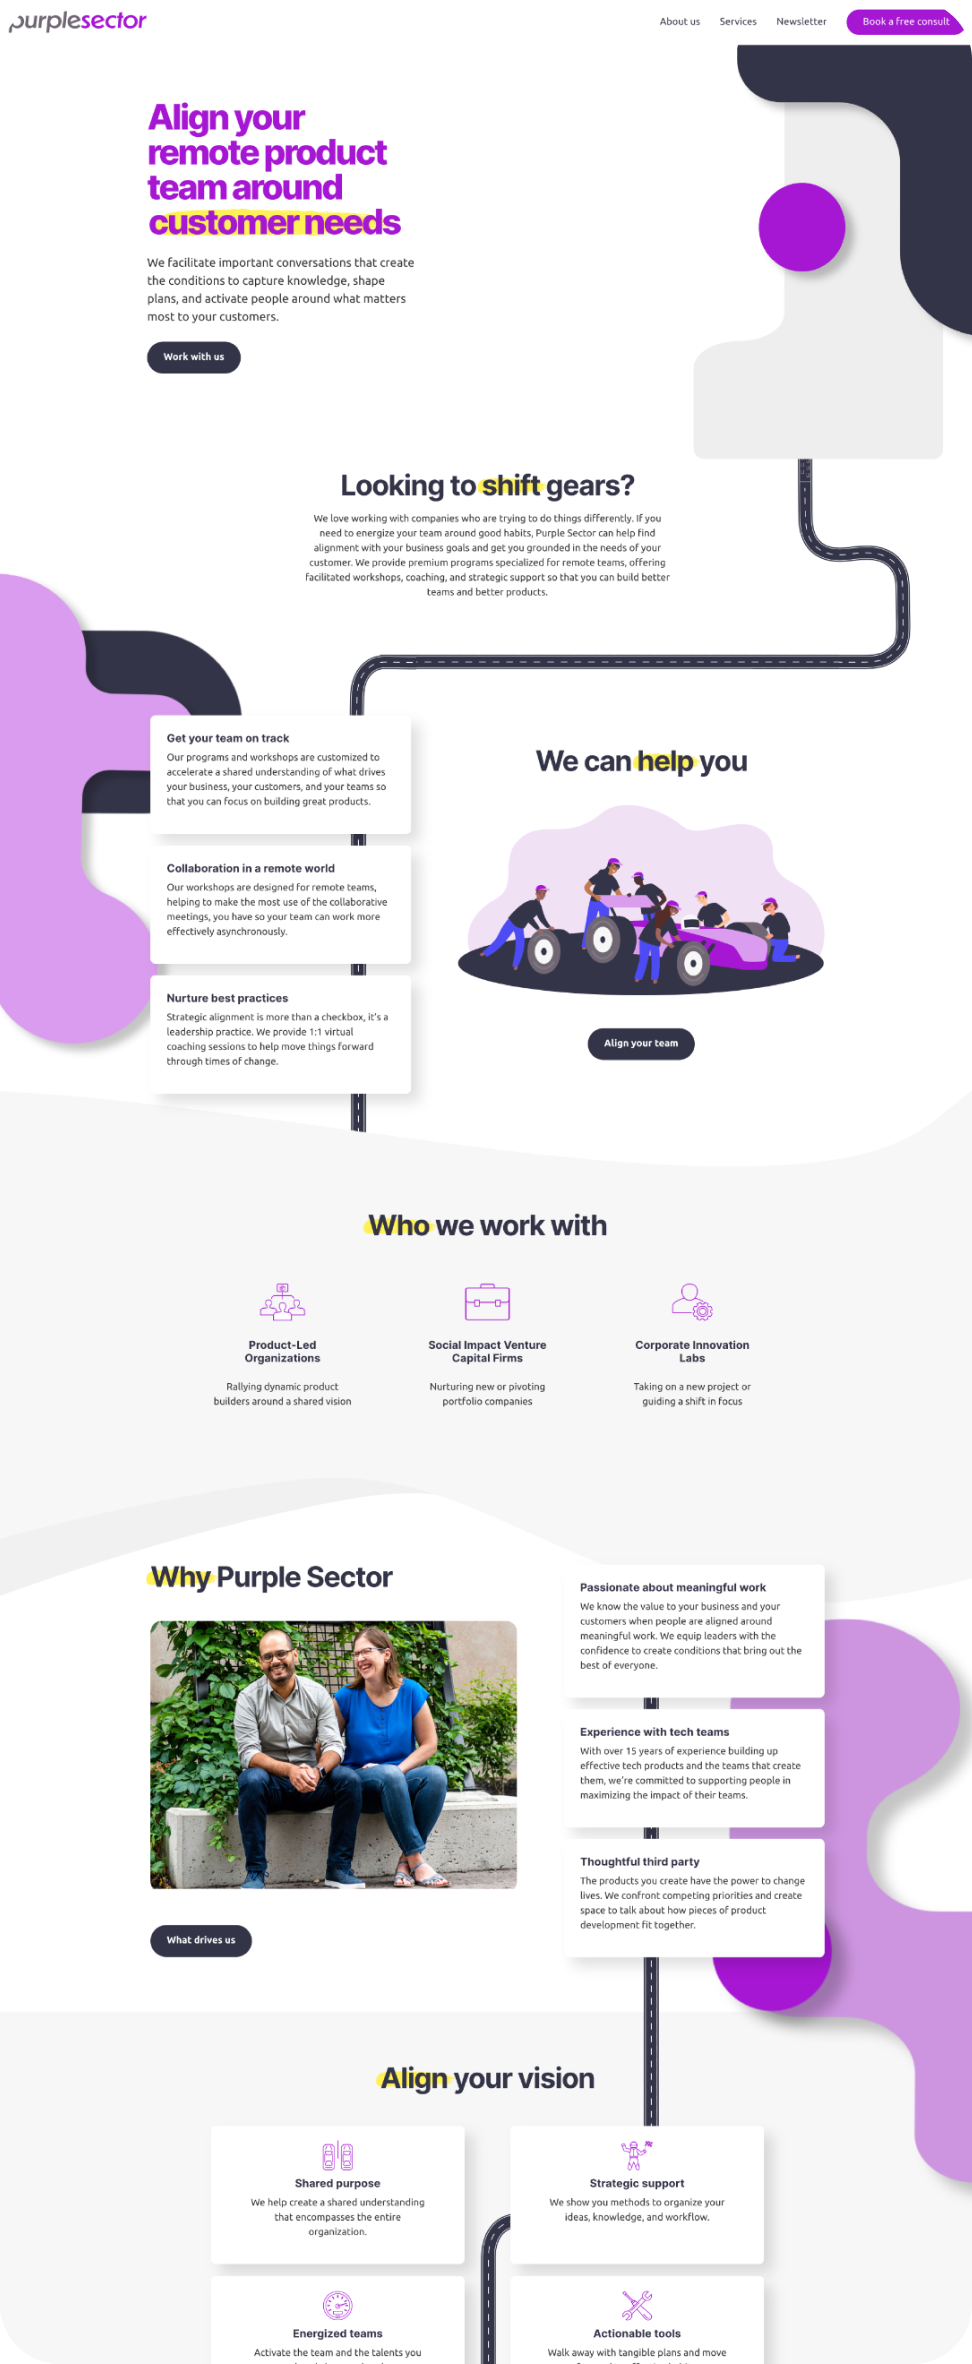 purplesector
About us
Services
Newsletter
Book a free consult
Align your
remote product
team around
customer needs
We facilitate important conversations that create
the conditions to capture knowledge, shape
plans, and activate people around what matters
most to your customers.
Work with us
Looking to shift gears?
We love working with companies who are trying to do things differently. If you
need to energize your team around good habits, Purple Sector can help find
alignment with your business goals and get you grounded in the needs of your
customer. We provide premium programs specialized for remote teams, offering
facilitated workshops, coaching, and strategic support so that you can build better
teams and better products.
Get your team on track
Our programs and workshops are customized to
accelerate a shared understanding of what drives
your business, your customers, and your teams so
that you can focus on building great products.
Collaboration in a remote world
Our workshops are designed for remote teams,
helping to make the most use of the collaborative
meetings, you have so your team can work more
effectively asynchronously.
Nurture best practices
Strategic alignment is more than a checkbox, it's a
leadership practice. We provide 1:1 virtual
coaching sessions to help move things forward
through times of change.
We can help you
Align your team
Who we work with
Product-Led
Organizations
Rallying dynamic product
builders around a shared vision
Social Impact Venture
Capital Firms
Nurturing new or pivoting
portfolio companies
Corporate Innovation
Labs
Taking on a new project or
guiding a shift in focus
Why Purple Sector
What drives us
Passionate about meaningful work
We know the value to your business and your
customers when people are aligned around
meaningful work. We equip leaders with the
confidence to create conditions that bring out the
best of everyone.
Experience with tech teams
With over 15 years of experience building up
effective tech products and the teams that create
them, we're committed to supporting people in
maximizing the impact of their teams.
Thoughtful third party
The products you create have the power to change
lives. We confront competing priorities and create
space to talk about how pieces of product
development fit together.
Align your vision
Shared purpose
We help create a shared understanding
that encompasses the entire
organization.
Strategic support
We show you methods to organize your
ideas, knowledge, and workflow.
Energized teams
Activate the team and the talents you
Actionable tools
Walk away with tangible plans and move